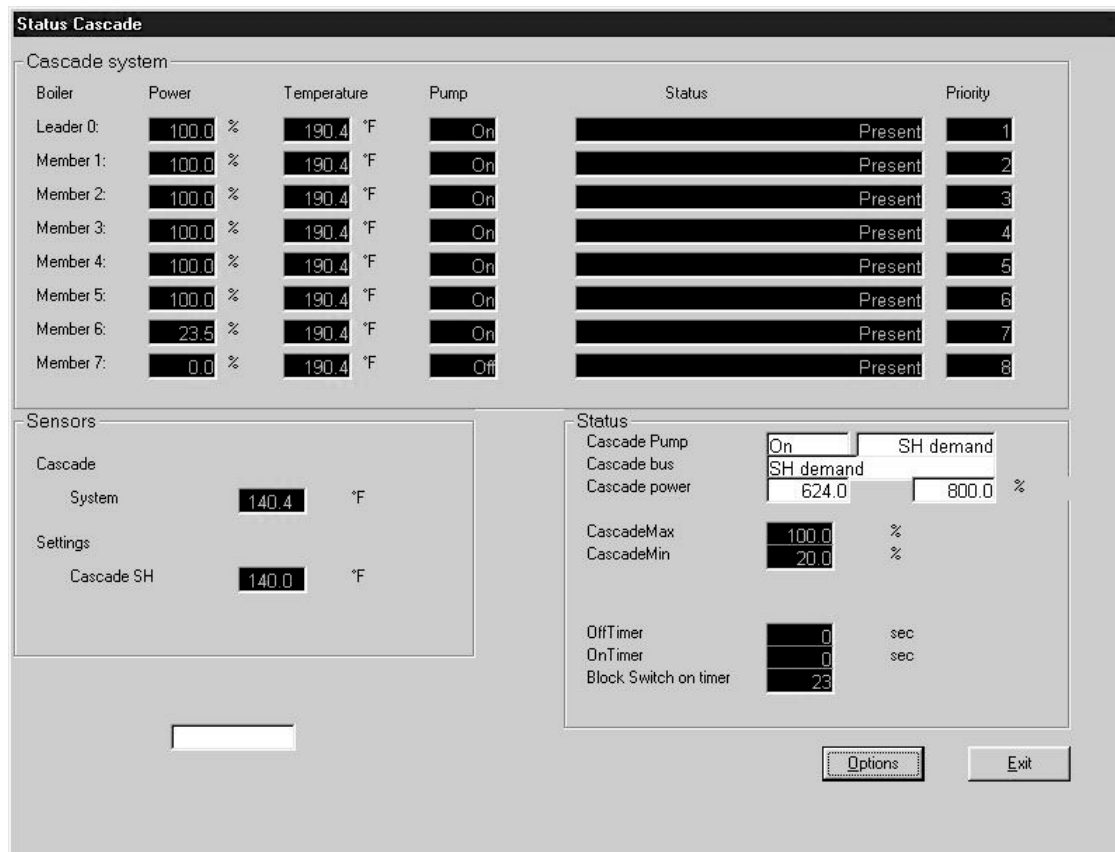 Status Cascade
Cascade system
Boiler Power Temperature Pump Status Priority
Leader 0: 100.0 % 190.4 °F On Present 1
Member 1: 100.0 % 190.4 °F On Present 2
Member 2: 100.0 % 190.4 °F On Present 3
Member 3: 100.0 % 190.4 °F On Present 4
Member 4: 100.0 % 190.4 °F On Present 5
Member 5: 100.0 % 190.4 °F On Present 6
Member 6: 23.5 % 190.4 °F On Present 7
Member 7: 0.0 % 190.4 °F Off Present 8
Sensors
Cascade
System 140.4 °F
Settings
Cascade SH 140.0 °F
Status
Cascade Pump On SH demand
Cascade bus SH demand
Cascade power 624.0 800.0 %
CascadeMax 100.0 %
CascadeMin 20.0 %
OffTimer 0 sec
OnTimer 0 sec
Block Switch on timer 23
Options Exit